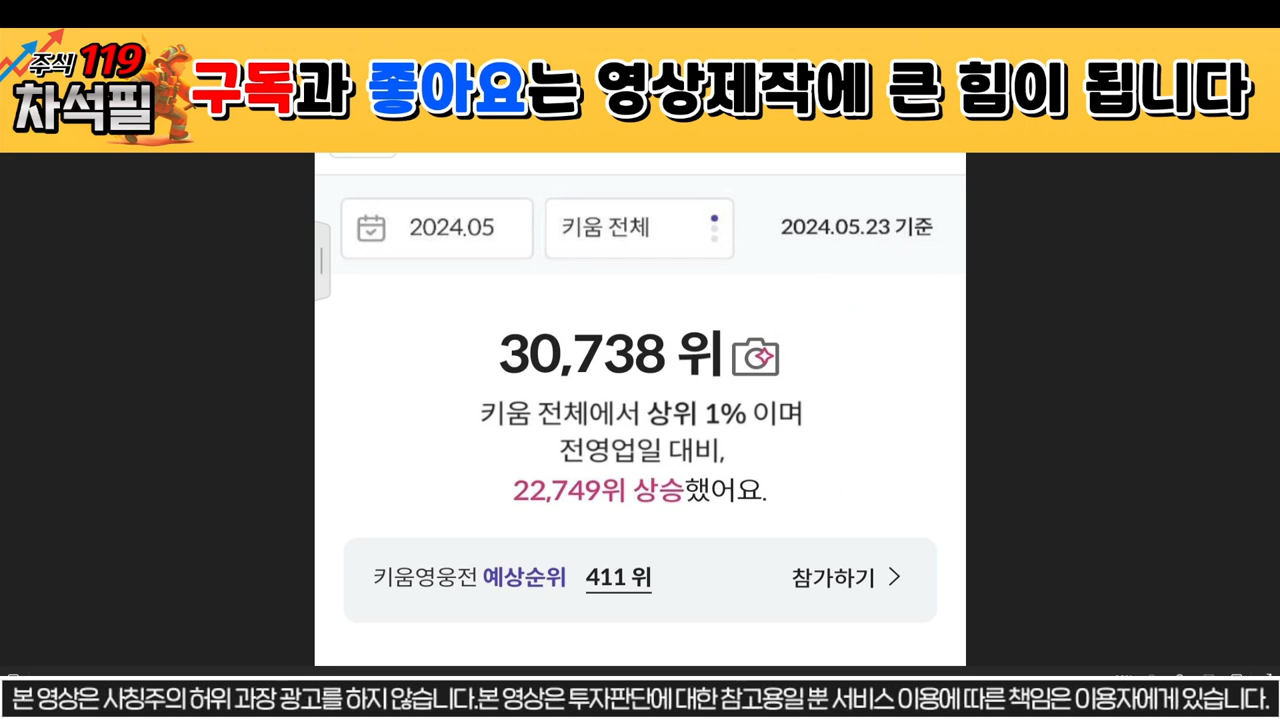 주식 119
차석필
구독과 좋아요는 영상제작에 큰 힘이 됩니다
2024.05
키움 전체
2024.05.23 기준
30,738 위
키움 전체에서 상위 1% 이며
전영업일 대비,
22,749위 상승했어요.
키움영웅전 예상순위 411 위
참가하기
본 영상은 사칭주의 허위 과장 광고를 하지 않습니다.본 영상은 투자판단에 대한 참고용일 뿐 서비스 이용에 따른 책임은 이용자에게 있습니다.